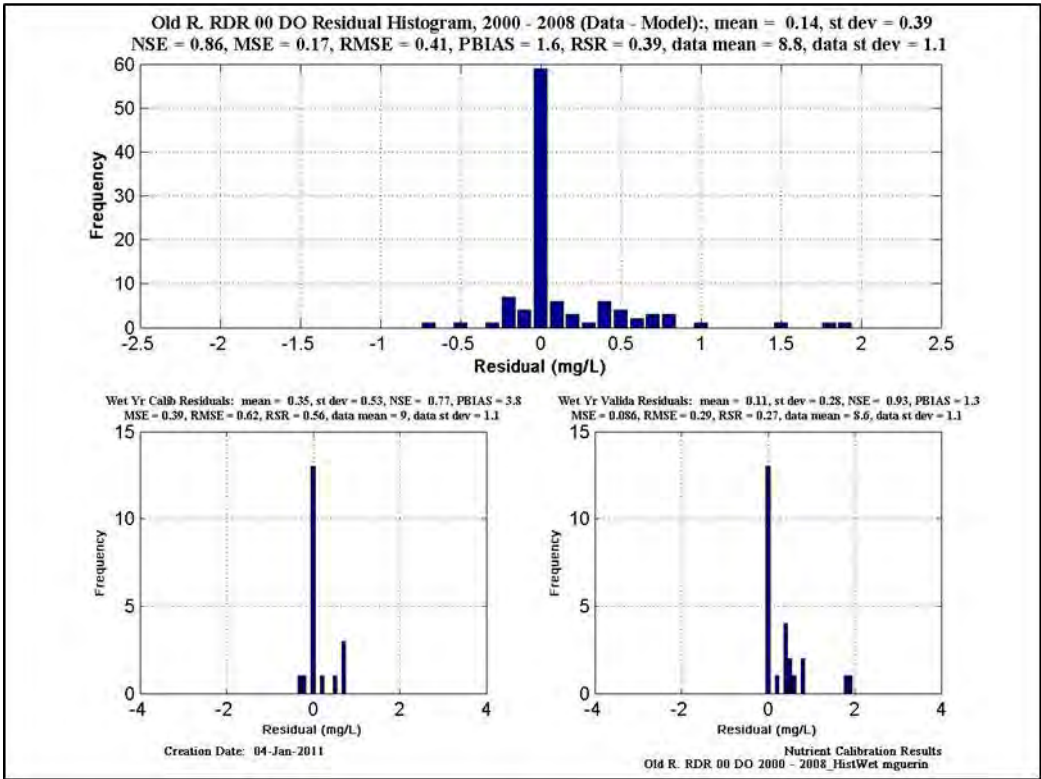 Old R. RDR 00 DO Residual Histogram, 2000 - 2008 (Data - Model):, mean = 0.14, st dev = 0.39
NSE = 0.86, MSE = 0.17, RMSE = 0.41, PBIAS = 1.6, RSR = 0.39, data mean = 8.8, data st dev = 1.1
60
50
40
30
20
10
0
Frequency
-2.5 -2 -1.5 -1 -0.5 0 0.5 1 1.5 2 2.5
Residual (mg/L)
Wet Yr Calib Residuals: mean = 0.35, st dev = 0.53, NSE = 0.77, PBIAS = 3.8
MSE = 0.39, RMSE = 0.62, RSR = 0.56, data mean = 9, data st dev = 1.1
15
10
5
0
Frequency
-4 -2 0 2 4
Residual (mg/L)
Wet Yr Valida Residuals: mean = 0.11, st dev = 0.28, NSE = 0.93, PBIAS = 1.3
MSE = 0.086, RMSE = 0.29, RSR = 0.27, data mean = 8.6, data st dev = 1.1
15
10
5
0
Frequency
-4 -2 0 2 4
Residual (mg/L)
Creation Date: 04-Jan-2011
Nutrient Calibration Results
Old R. RDR 00 DO 2000 - 2008_HistWet mguerin